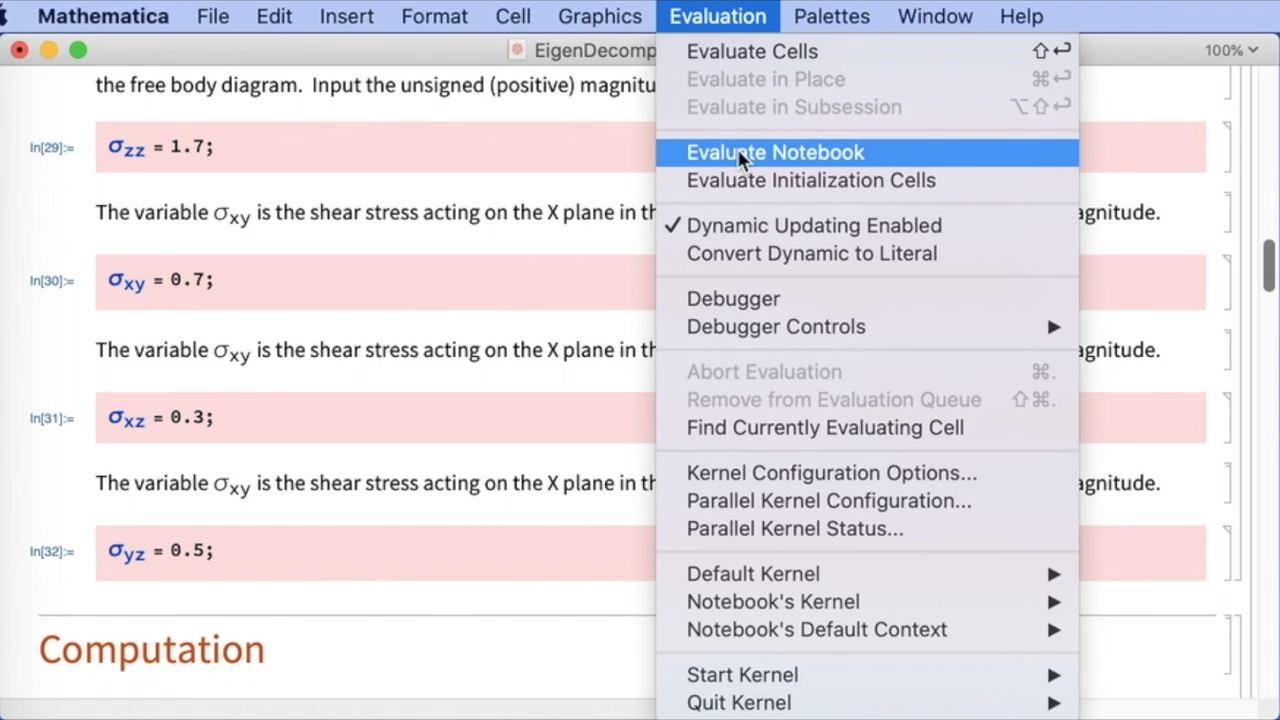 Mathematica File Edit Insert Format Cell Graphics Evaluation Palettes Window Help
EigenDecomp
100%
the free body diagram. Input the unsigned (positive) magnitu
In[29]:= σzz = 1.7;
The variable σxy is the shear stress acting on the X plane in th
agnitude.
In[30]:= σxy = 0.7;
The variable σxy is the shear stress acting on the X plane in th
agnitude.
In[31]:= σxz = 0.3;
The variable σxy is the shear stress acting on the X plane in th
agnitude.
In[32]:= σyz = 0.5;
Computation
Evaluate Cells ⇧↩
Evaluate in Place ⌘↩
Evaluate in Subsession ⌥⇧↩
Evaluate Notebook
Evaluate Initialization Cells
✓ Dynamic Updating Enabled
Convert Dynamic to Literal
Debugger
Debugger Controls ▶
Abort Evaluation ⌘.
Remove from Evaluation Queue ⇧⌘.
Find Currently Evaluating Cell
Kernel Configuration Options...
Parallel Kernel Configuration...
Parallel Kernel Status...
Default Kernel ▶
Notebook's Kernel ▶
Notebook's Default Context ▶
Start Kernel ▶
Quit Kernel ▶